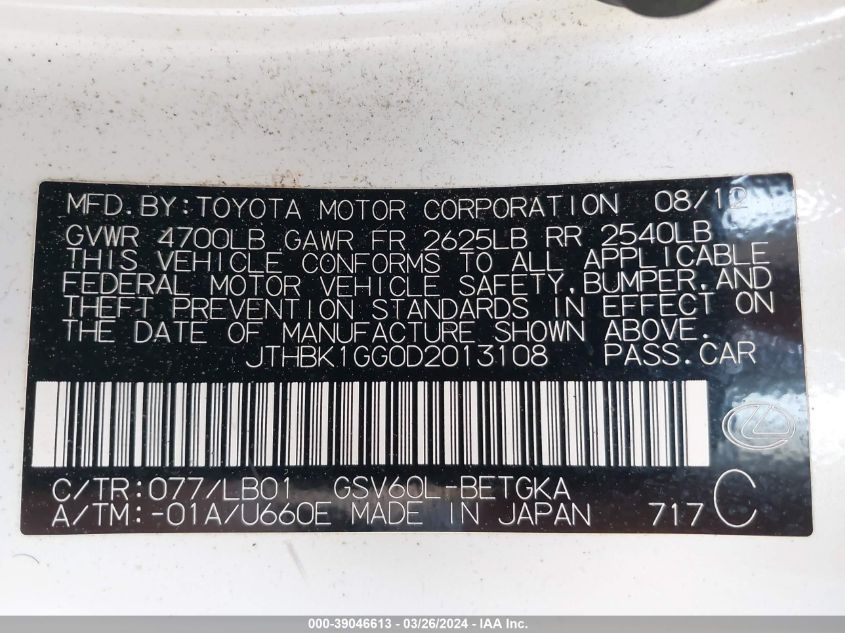 MFD.BY:TOYOTA MOTOR CORPORATION 08/12
GVWR 4700LB GAWR FR 2625LB RR 2540LB
THIS VEHICLE CONFORMS TO ALL APPLICABLE
FEDERAL MOTOR VEHICLE SAFETY,BUMPER,AND
THEFT PREVENTION STANDARDS IN EFFECT ON
THE DATE OF MANUFACTURE SHOWN ABOVE.
JTHBK1GG0D2013108 PASS.CAR
C/TR:077/LB01 GSV60L-BETGKA
A/TM:-01A/U660E MADE IN JAPAN 717 C
000-39046613 - 03/26/2024 - IAA Inc.